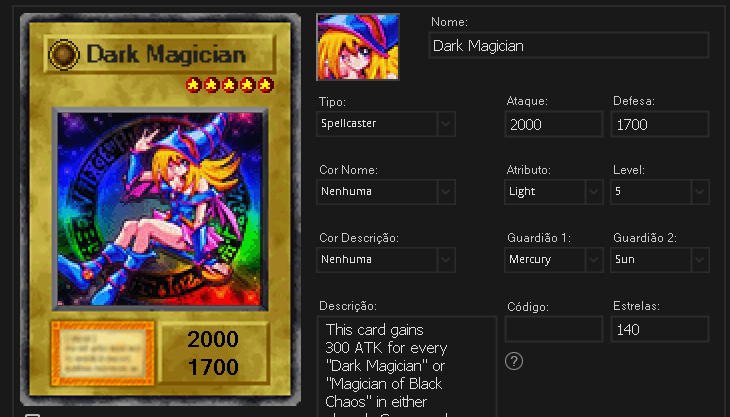 Dark Magician
2000
1700
Nome:
Dark Magician
Tipo:
Spellcaster
Ataque:
2000
Defesa:
1700
Cor Nome:
Nenhuma
Atributo:
Light
Level:
5
Cor Descrição:
Nenhuma
Guardião 1:
Mercury
Guardião 2:
Sun
Descrição:
This card gains
300 ATK for every
"Dark Magician" or
"Magician of Black
Chaos" in either
Código:
?
Estrelas:
140